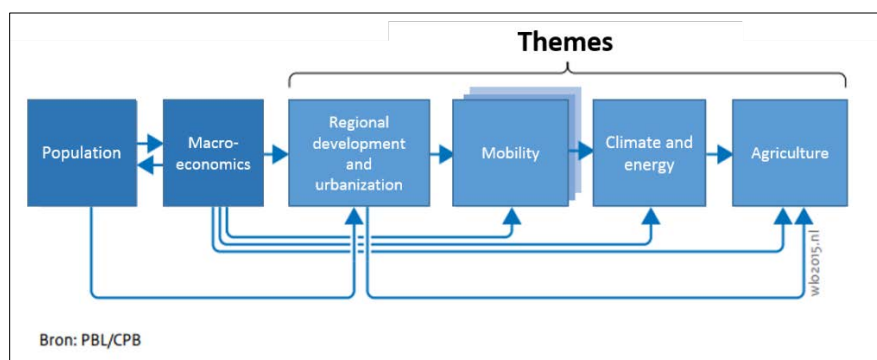 Themes
Population
Macro-
economics
Regional
development
and
urbanization
Mobility
Climate and
energy
Agriculture
wlo2015.nl
Bron: PBL/CPB